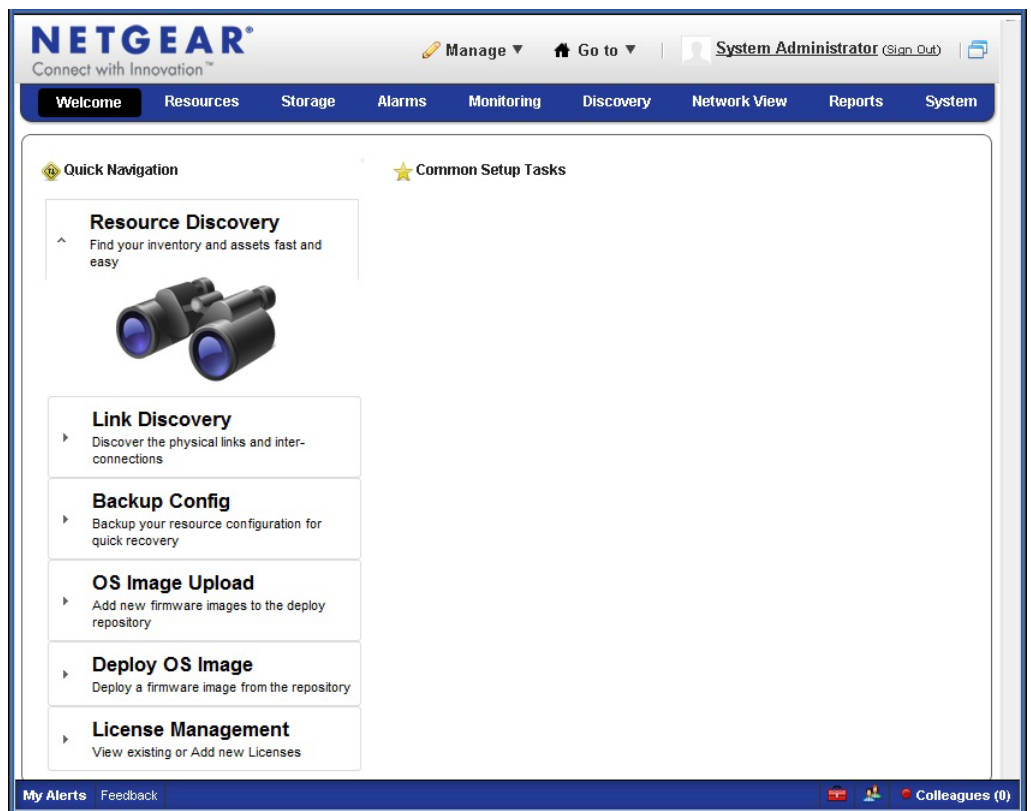 NETGEAR®
Connect with Innovation™
Manage ▼ Go to ▼ | System Administrator (Sign Out) |
Welcome Resources Storage Alarms Monitoring Discovery Network View Reports System
Quick Navigation
Common Setup Tasks
Resource Discovery
Find your inventory and assets fast and
easy
Link Discovery
Discover the physical links and inter-
connections
Backup Config
Backup your resource configuration for
quick recovery
OS Image Upload
Add new firmware images to the deploy
repository
Deploy OS Image
Deploy a firmware image from the repository
License Management
View existing or Add new Licenses
My Alerts Feedback Colleagues (0)